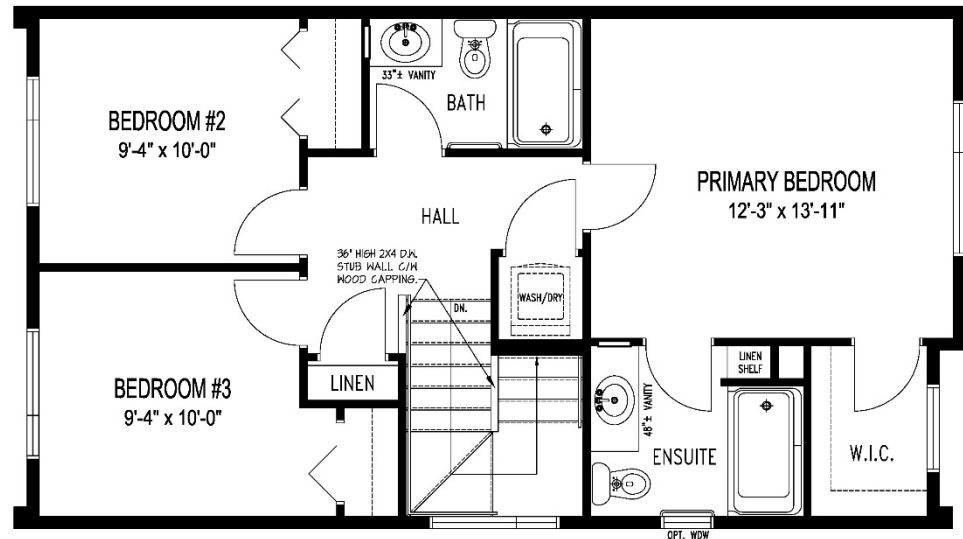 33"± VANITY
BATH
BEDROOM #2
9'-4" x 10'-0"
PRIMARY BEDROOM
12'-3" x 13'-11"
HALL
36" HIGH 2X4 D.W.
STUB WALL C/W
WOOD CAPPING.
WASH/DRY
DN.
LINEN
SHELF
LINEN
BEDROOM #3
9'-4" x 10'-0"
48"± VANITY
ENSUITE
W.I.C.
OPT. WDW